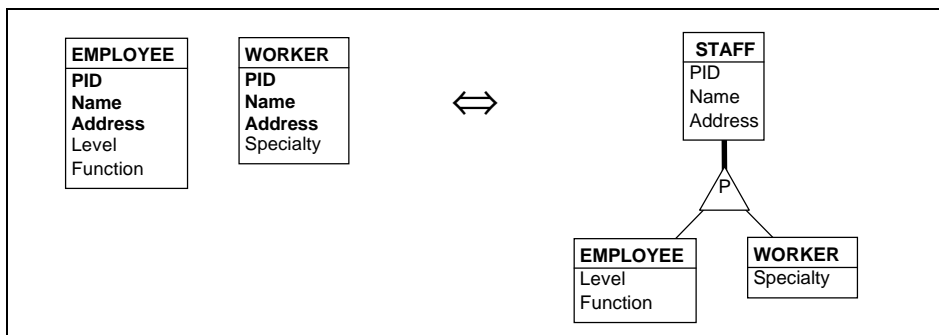 EMPLOYEE
PID
Name
Address
Level
Function
WORKER
PID
Name
Address
Specialty
⇔
STAFF
PID
Name
Address
P
EMPLOYEE
Level
Function
WORKER
Specialty